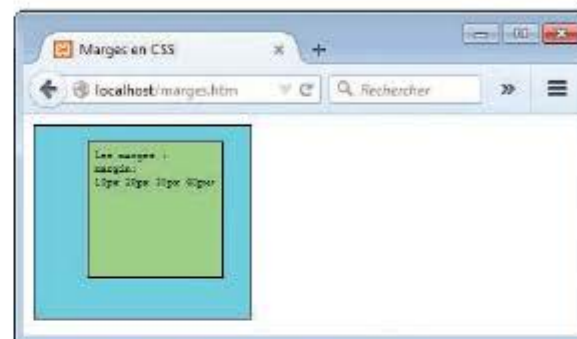 Marges en CSS
localhost/marges.htm
Rechercher
Les marges :
margin:
10px 20px 30px 40px